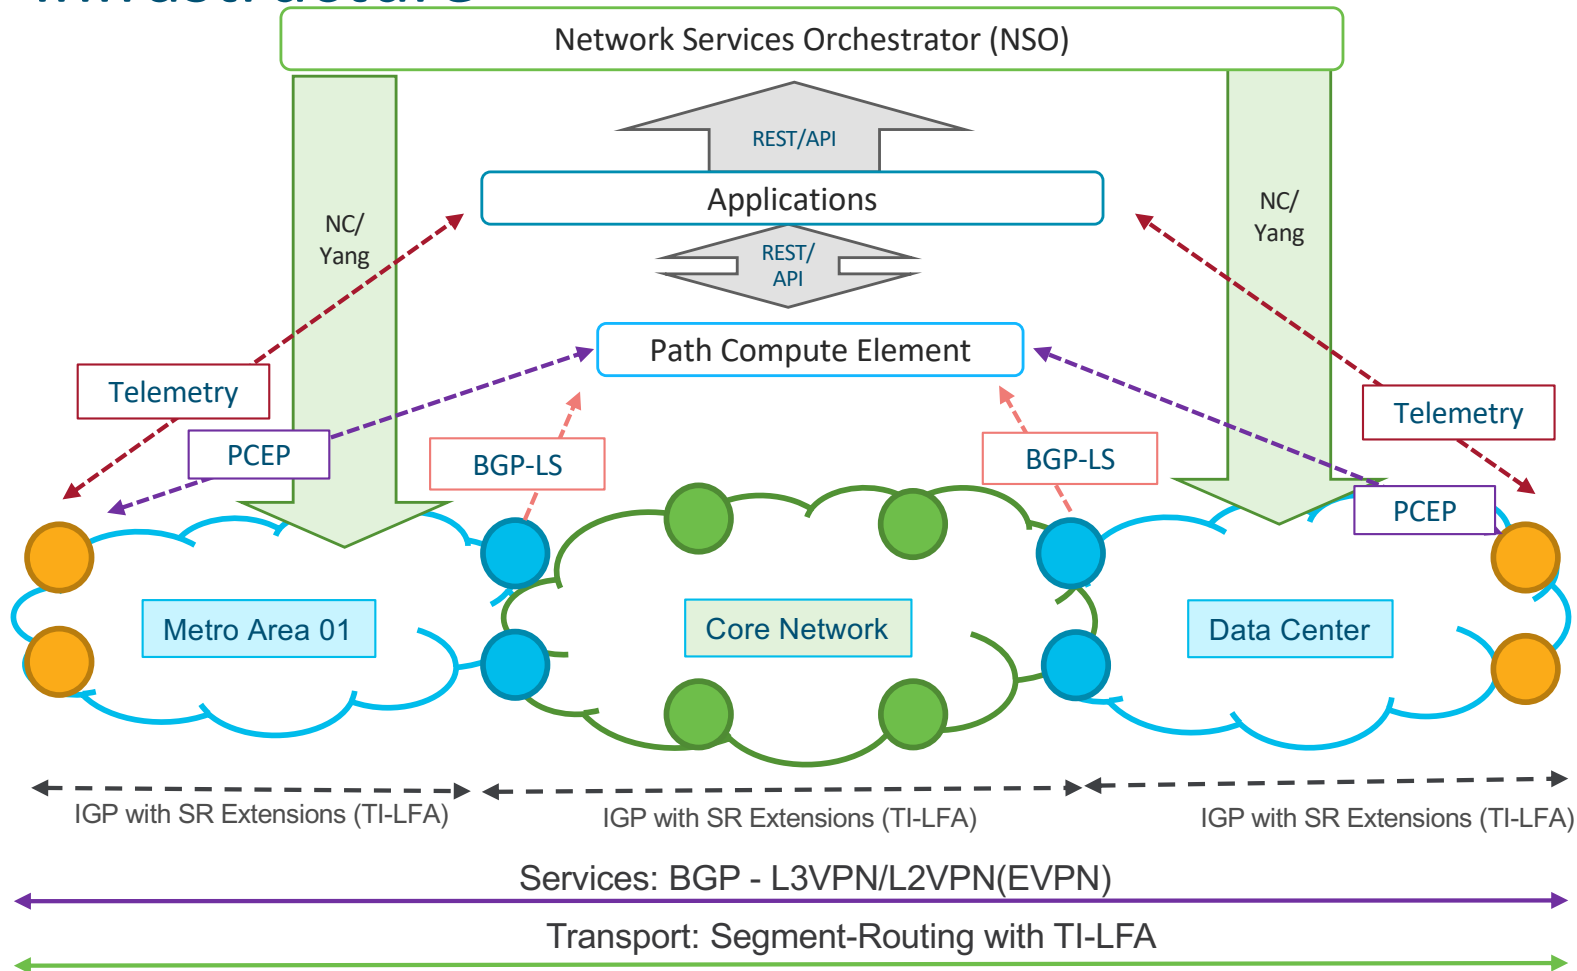 Network Services Orchestrator (NSO)
REST/API
Applications
NC/
Yang
NC/
Yang
REST/
API
Path Compute Element
Telemetry
Telemetry
PCEP
BGP-LS
BGP-LS
PCEP
Metro Area 01
Core Network
Data Center
IGP with SR Extensions (TI-LFA)
IGP with SR Extensions (TI-LFA)
IGP with SR Extensions (TI-LFA)
Services: BGP - L3VPN/L2VPN(EVPN)
Transport: Segment-Routing with TI-LFA